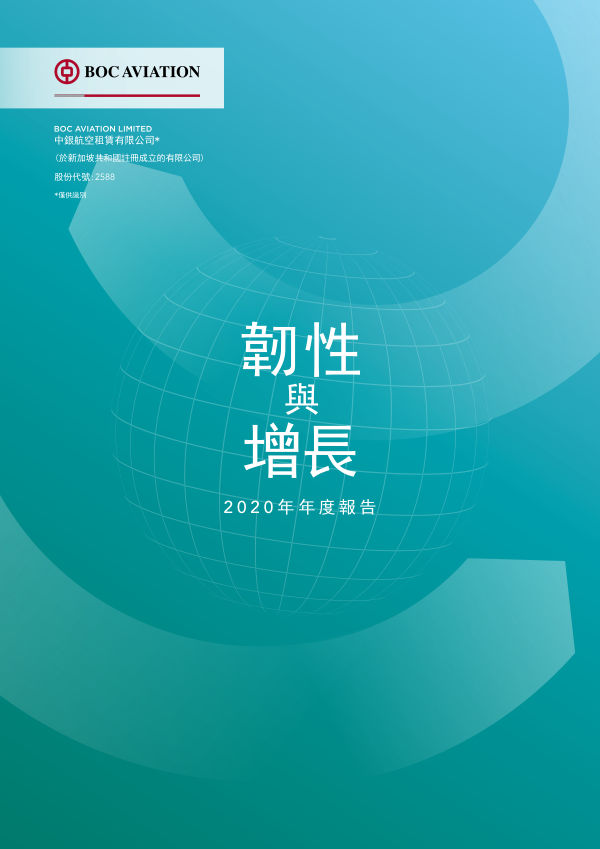 BOC AVIATION
BOC AVIATION LIMITED
中銀航空租賃有限公司*
(於新加坡共和國註冊成立的有限公司)
股份代號: 2588
*僅供識別
韌性
與
增長
2020年年度報告